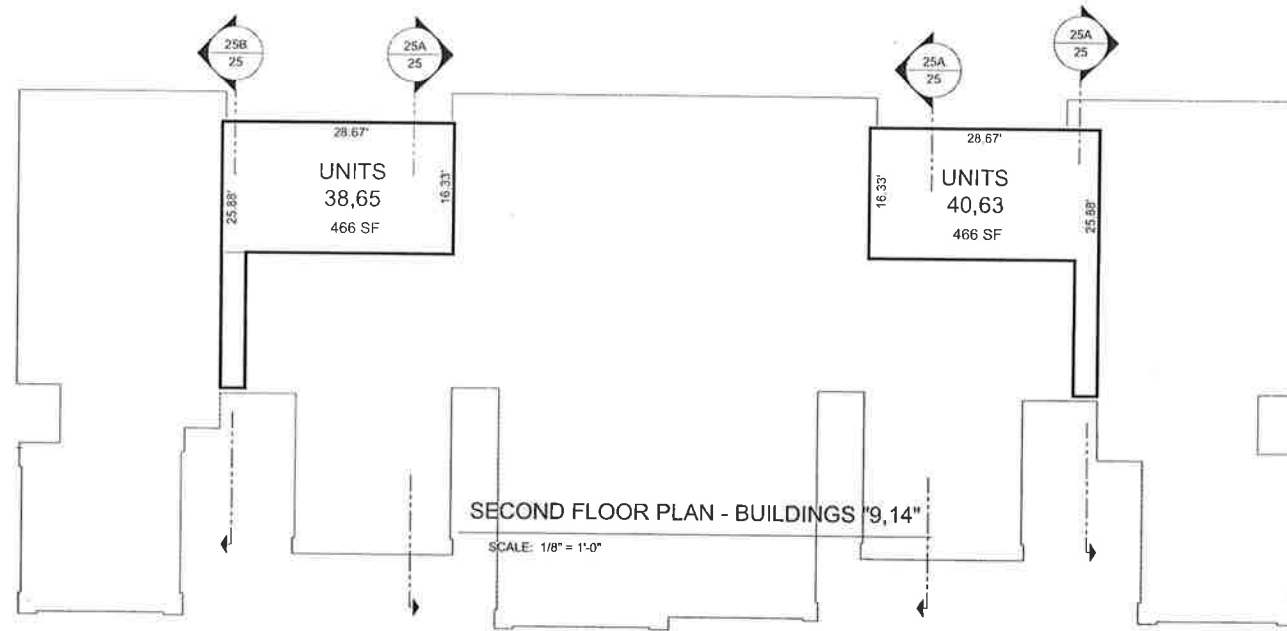 25B
25
25A
25
25A
25
25A
25
28.67'
25.88'
16.33'
UNITS
38,65
466 SF
28.67'
16.33'
25.88'
UNITS
40,63
466 SF
SECOND FLOOR PLAN - BUILDINGS "9,14"
SCALE: 1/8" = 1'-0"